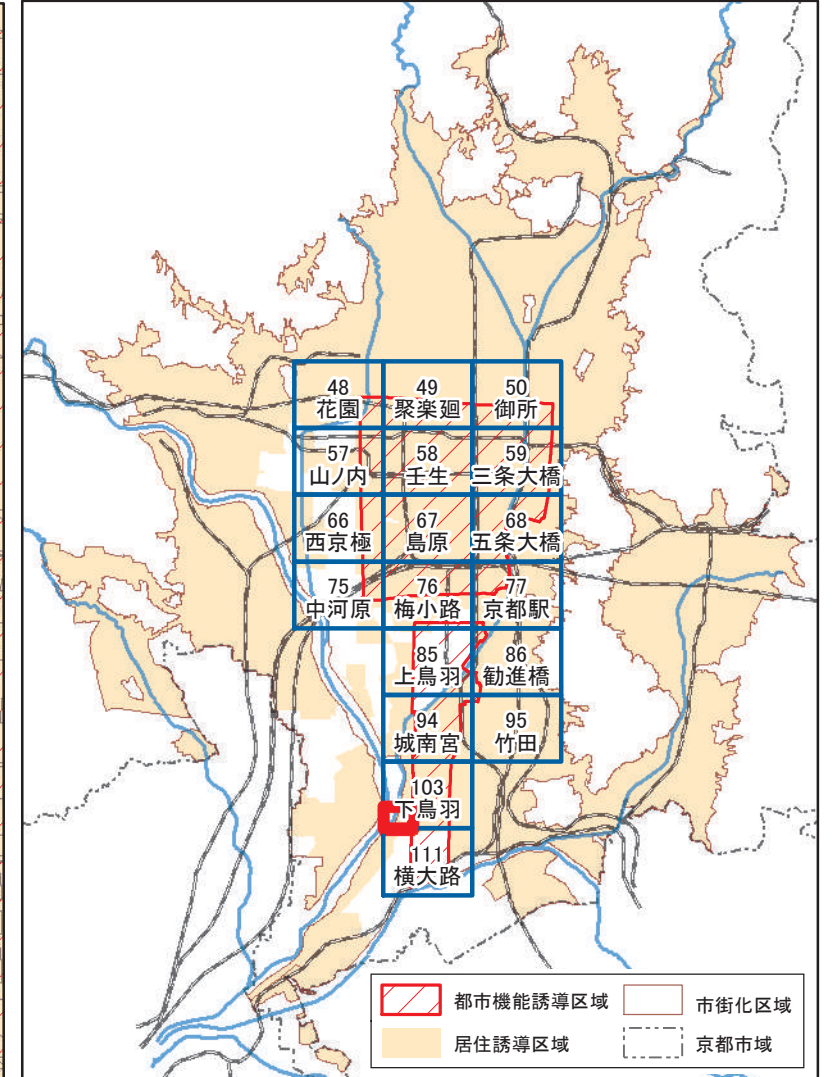 48
花園
49
聚楽廻
50
御所
57
山ノ内
58
壬生
59
三条大橋
66
西京極
67
島原
68
五条大橋
75
中河原
76
梅小路
77
京都駅
85
上鳥羽
86
勧進橋
94
城南宮
95
竹田
103
下鳥羽
111
横大路
都市機能誘導区域
市街化区域
居住誘導区域
京都市域